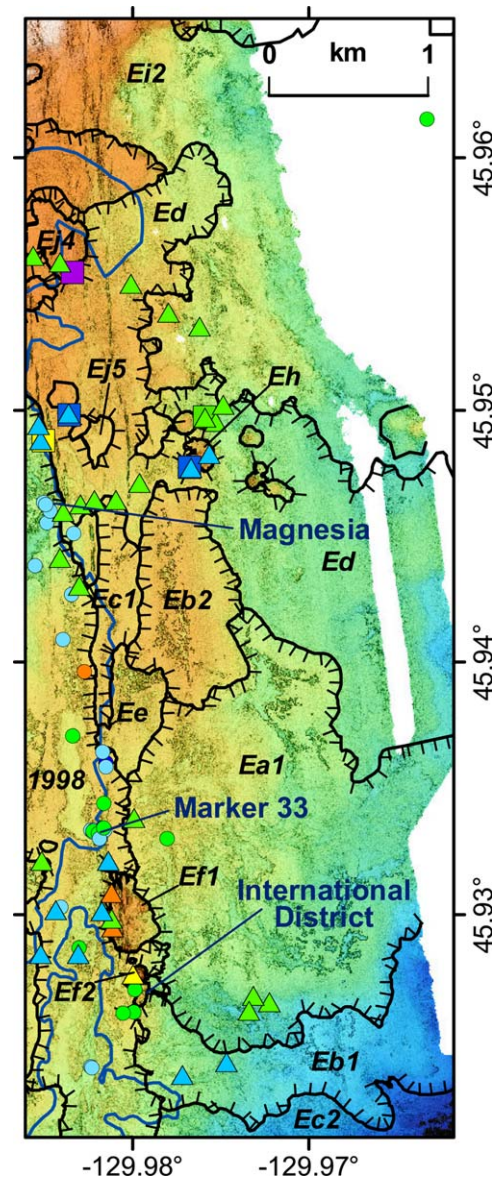 Ei2
0 km 1
45.96°
Ed
Ej4
Ej5
Eh
45.95°
Magnesia
Ed
Ec1
Eb2
45.94°
Ee
Ea1
1998
Marker 33
Ef1
International
District
45.93°
Ef2
Eb1
Ec2
-129.98°
-129.97°